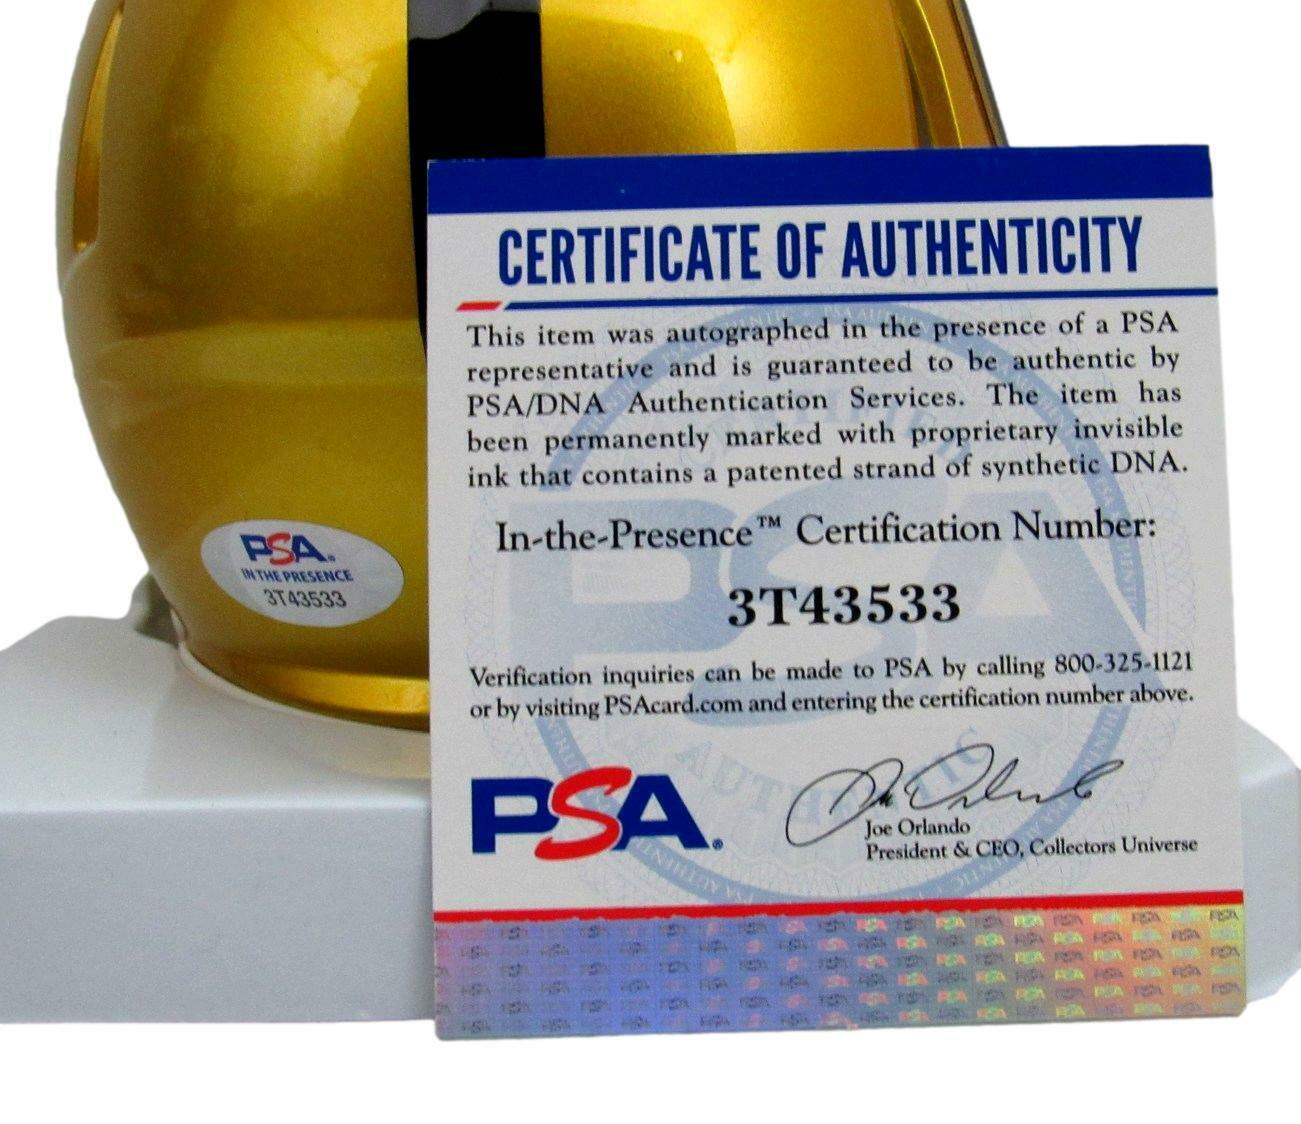 CERTIFICATE OF AUTHENTICITY
This item was autographed in the presence of a PSA
representative and is guaranteed to be authentic by
PSA/DNA Authentication Services. The item has
been permanently marked with proprietary invisible
ink that contains a patented strand of synthetic DNA.
In-the-Presence™ Certification Number:
3T43533
Verification inquiries can be made to PSA by calling 800-325-1121
or by visiting PSAcard.com and entering the certification number above.
PSA®
Joe Orlando
President & CEO, Collectors Universe
PSA®
IN THE PRESENCE
3T43533